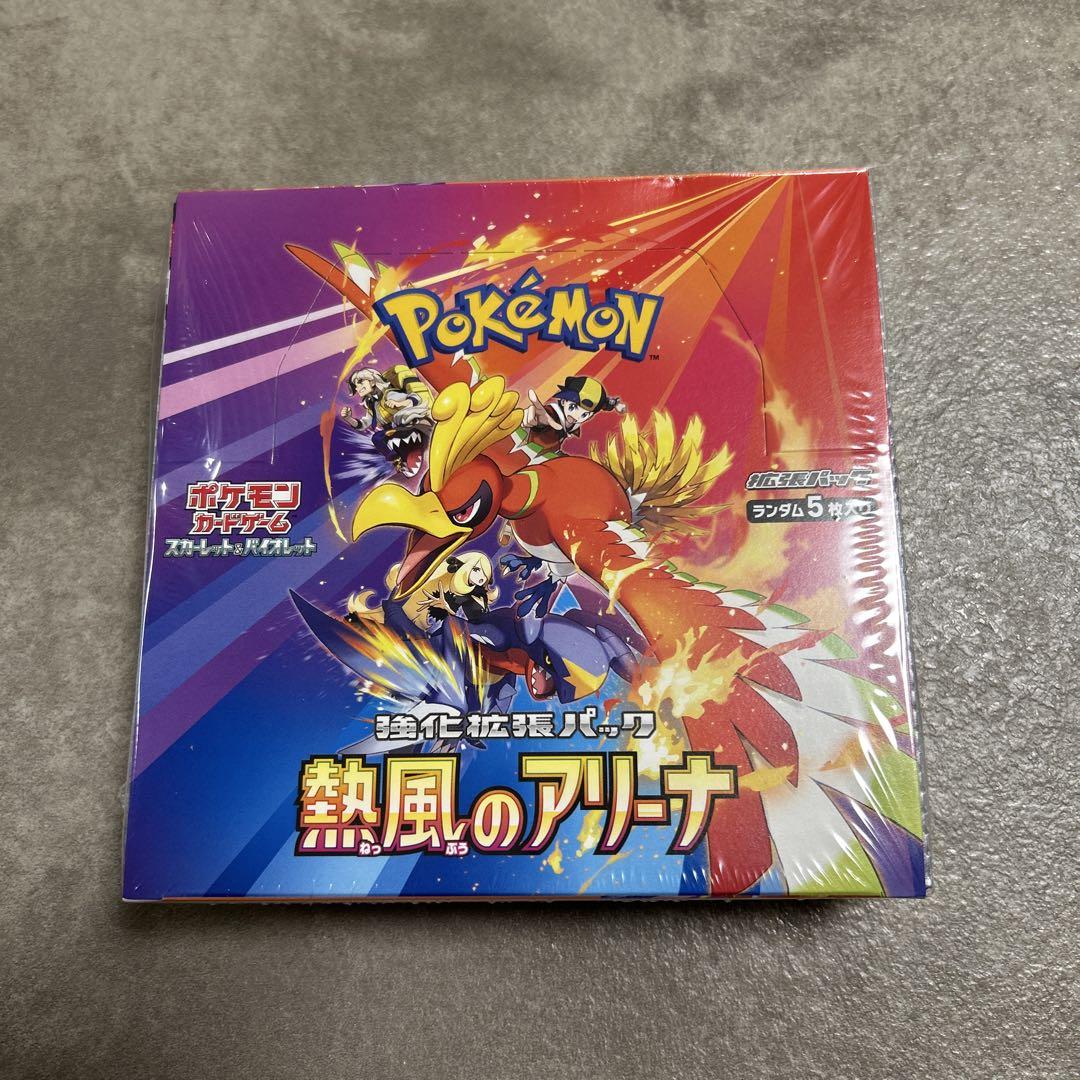 POKéMON
TM
ポケモン
カードゲーム
スカーレット&バイオレット
拡張パック
ランダム5枚入り
強化拡張パック
熱風のアリーナ
ねっ ぷう